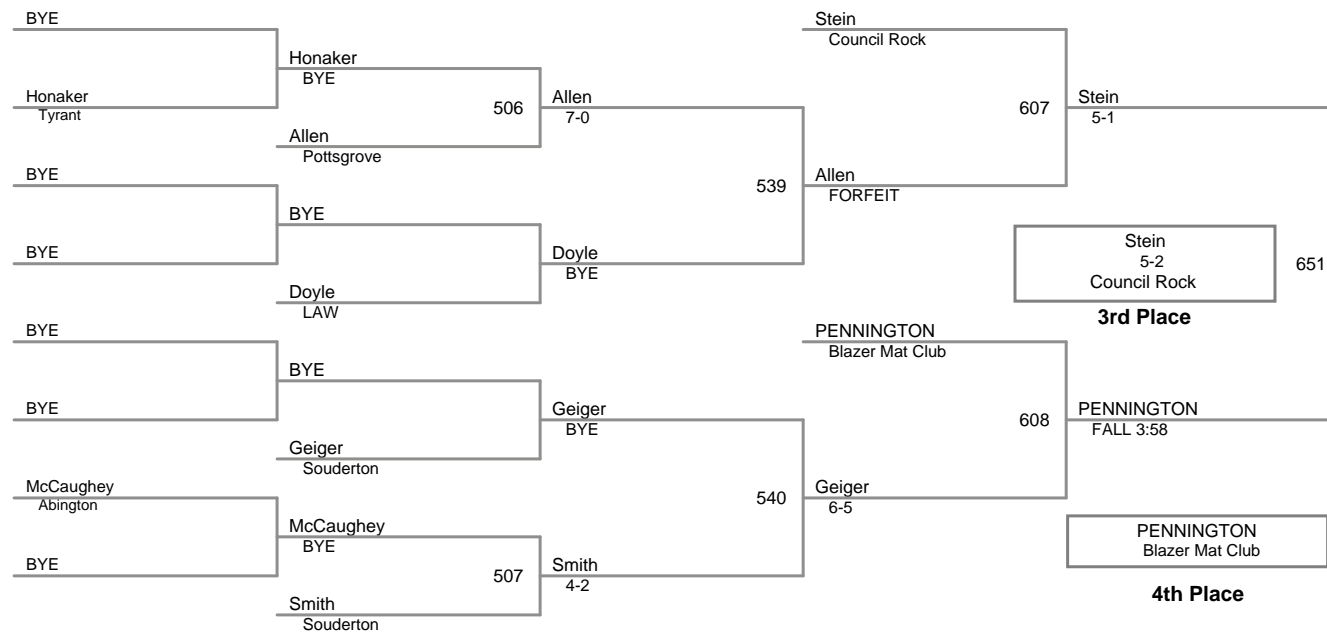 BYE
Honaker
Tyrant
BYE
BYE
BYE
BYE
McCaughey
Abington
BYE
Honaker
BYE
Allen
Pottsgrove
BYE
Doyle
LAW
BYE
Geiger
Souderton
McCaughey
BYE
Smith
Souderton
506
507
Allen
7-0
Doyle
BYE
Geiger
BYE
Smith
4-2
539
540
Stein
Council Rock
Allen
FORFEIT
PENNINGTON
Blazer Mat Club
Geiger
6-5
607
608
Stein
5-1
Stein
5-2
Council Rock
651
3rd Place
PENNINGTON
FALL 3:58
PENNINGTON
Blazer Mat Club
4th Place